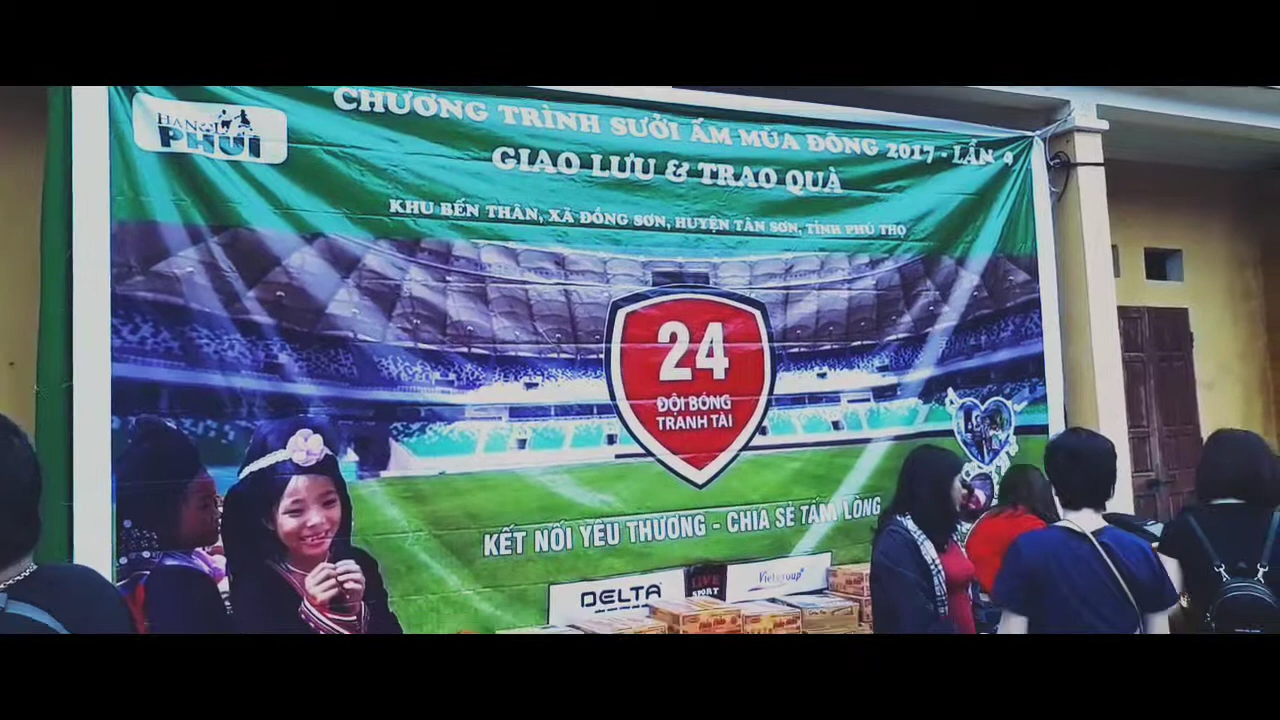 HANOI
PHỦI
CHƯƠNG TRÌNH SƯỞI ẤM MÙA ĐÔNG 2017 - LẦN 9
GIAO LƯU & TRAO QUÀ
KHU BẾN THÂN, XÃ ĐỒNG SƠN, HUYỆN TÂN SƠN, TỈNH PHÚ THỌ
24
ĐỘI BÓNG
TRANH TÀI
KẾT NỐI YÊU THƯƠNG - CHIA SẺ TẤM LÒNG
DELTA
LIVE
SPORT
Vietgroup